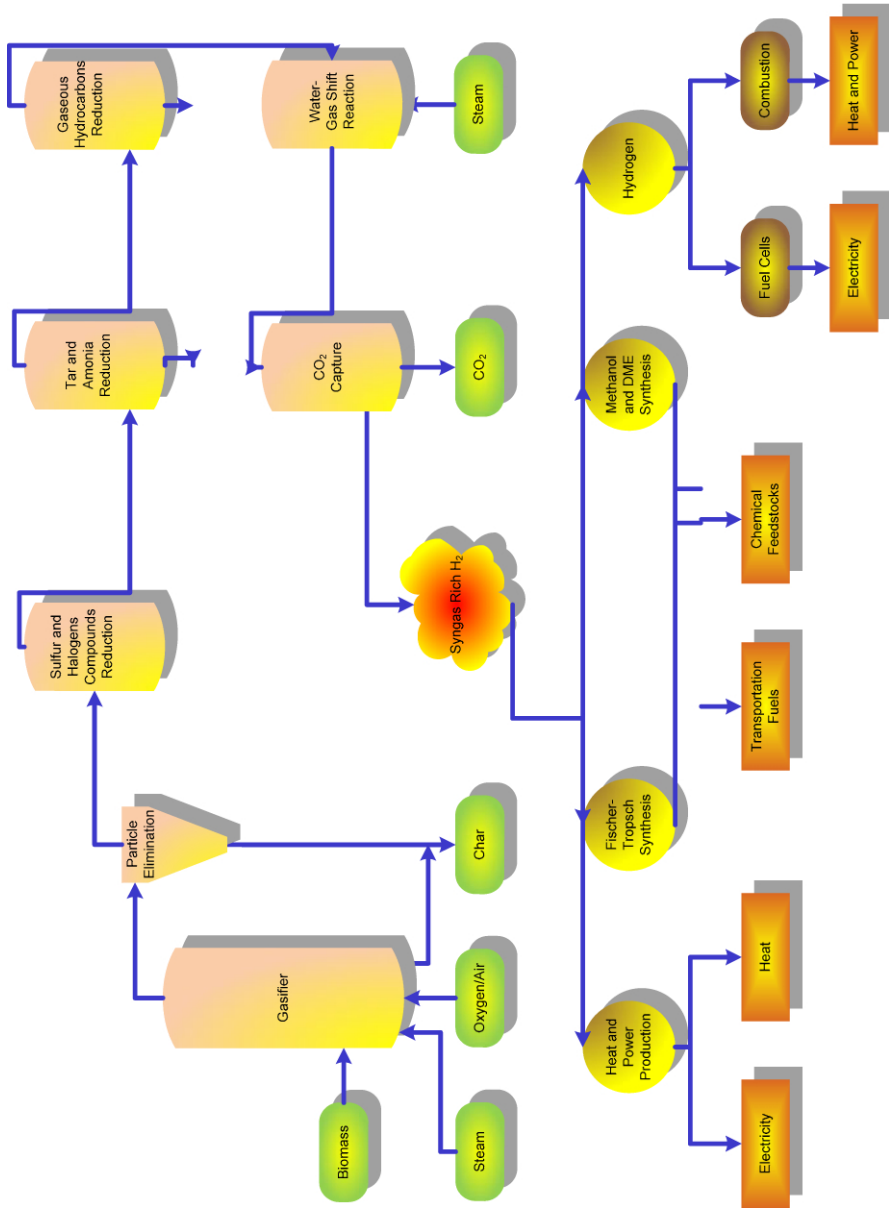 Gaseous
Hydrocarbons
Reduction
Tar and
Amonia
Reduction
Sulfur and
Halogens
Compounds
Reduction
Particle
Elimination
Gasifier
Biomass
Steam
Oxygen/Air
Char
Water-
Gas Shift
Reaction
Steam
CO₂
Capture
CO₂
Syngas Rich H₂
Heat and
Power
Production
Fischer-
Tropsch
Synthesis
Methanol
and DME
Synthesis
Hydrogen
Electricity
Heat
Transportation
Fuels
Chemical
Feedstocks
Fuel Cells
Combustion
Electricity
Heat and Power